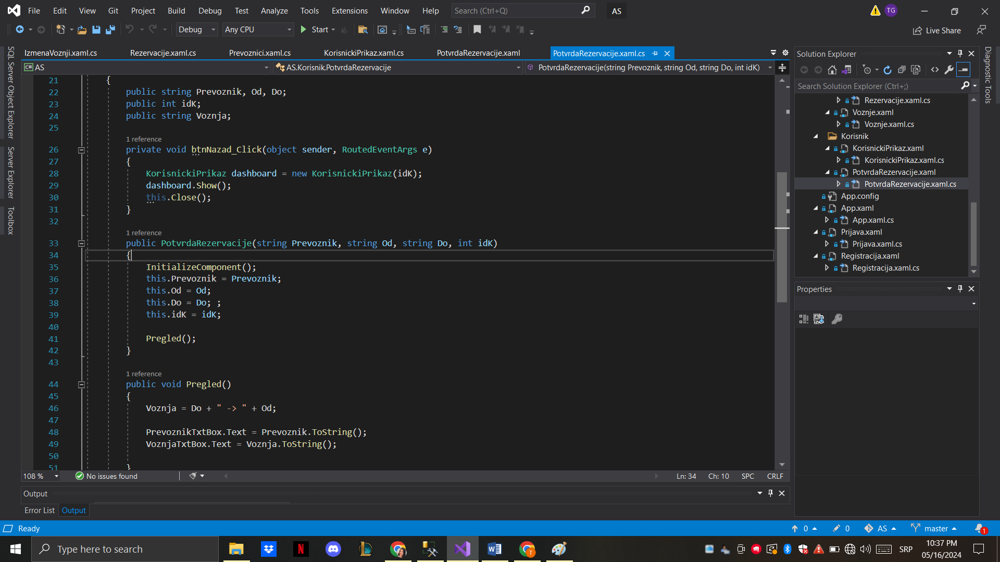 File Edit View Git Project Build Debug Test Analyze Tools Extensions Window Help Search (Ctrl+Q) AS TG
Debug Any CPU Start Live Share
SQL Server Object Explorer
Server Explorer
Toolbox
IzmenaVoznji.xaml.cs Rezervacije.xaml.cs Prevoznici.xaml.cs KorisnickiPrikaz.xaml.cs PotvrdaRezervacije.xaml PotvrdaRezervacije.xaml.cs
C# AS AS.Korisnik.PotvrdaRezervacije PotvrdaRezervacije(string Prevoznik, string Od, string Do, int idK)
21 {
22 public string Prevoznik, Od, Do;
23 public int idK;
24 public string Voznja;
25
1 reference
26 private void btnNazad_Click(object sender, RoutedEventArgs e)
27 {
28 KorisnickiPrikaz dashboard = new KorisnickiPrikaz(idK);
29 dashboard.Show();
30 this.Close();
31 }
32
1 reference
33 public PotvrdaRezervacije(string Prevoznik, string Od, string Do, int idK)
34 {
35 InitializeComponent();
36 this.Prevoznik = Prevoznik;
37 this.Od = Od;
38 this.Do = Do; ;
39 this.idK = idK;
40
41 Pregled();
42 }
43
1 reference
44 public void Pregled()
45 {
46 Voznja = Do + " -> " + Od;
47
48 PrevoznikTxtBox.Text = Prevoznik.ToString();
49 VoznjaTxtBox.Text = Voznja.ToString();
50
51 }
108 % No issues found Ln: 34 Ch: 10 SPC CRLF
Output
Error List Output
Solution Explorer
Search Solution Explorer (Ctrl+;)
Rezervacije.xaml.cs
Voznje.xaml
Voznje.xaml.cs
Korisnik
KorisnickiPrikaz.xaml
KorisnickiPrikaz.xaml.cs
PotvrdaRezervacije.xaml
PotvrdaRezervacije.xaml.cs
App.config
App.xaml
App.xaml.cs
Prijava.xaml
Prijava.xaml.cs
Registracija.xaml
Registracija.xaml.cs
Properties
Diagnostic Tools
Ready 0 0 AS master 1
Type here to search SRP 10:37 PM
05/16/2024